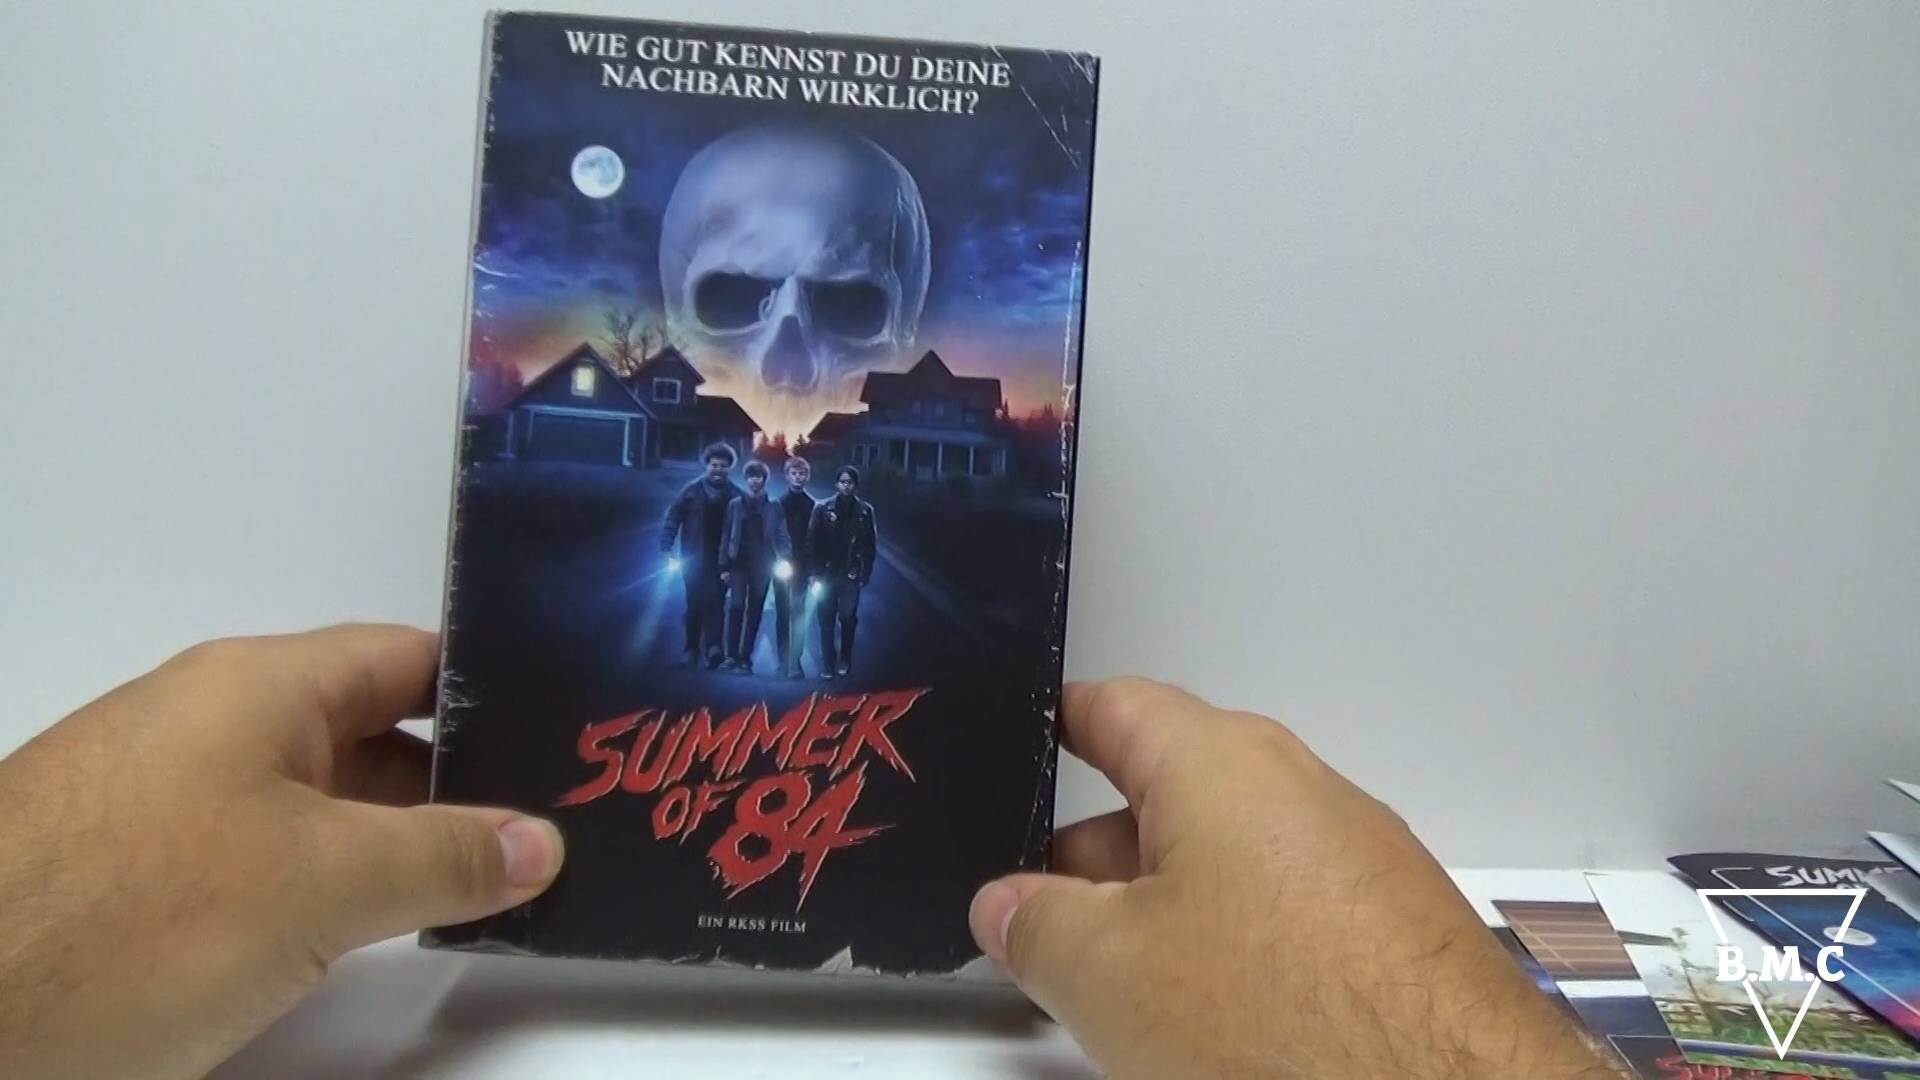 WIE GUT KENNST DU DEINE
NACHBARN WIRKLICH?
SUMMER
OF 84
EIN RKSS FILM
B.M.C